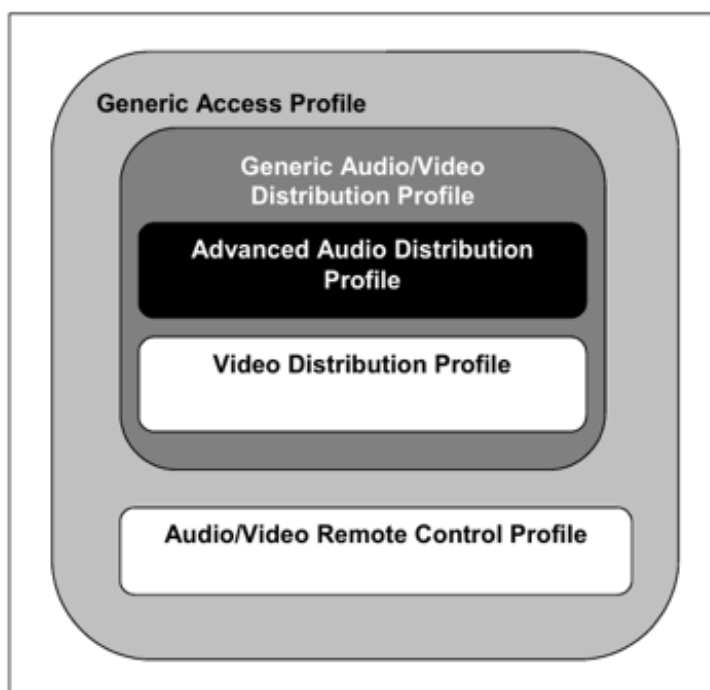 Generic Access Profile
Generic Audio/Video
Distribution Profile
Advanced Audio Distribution
Profile
Video Distribution Profile
Audio/Video Remote Control Profile